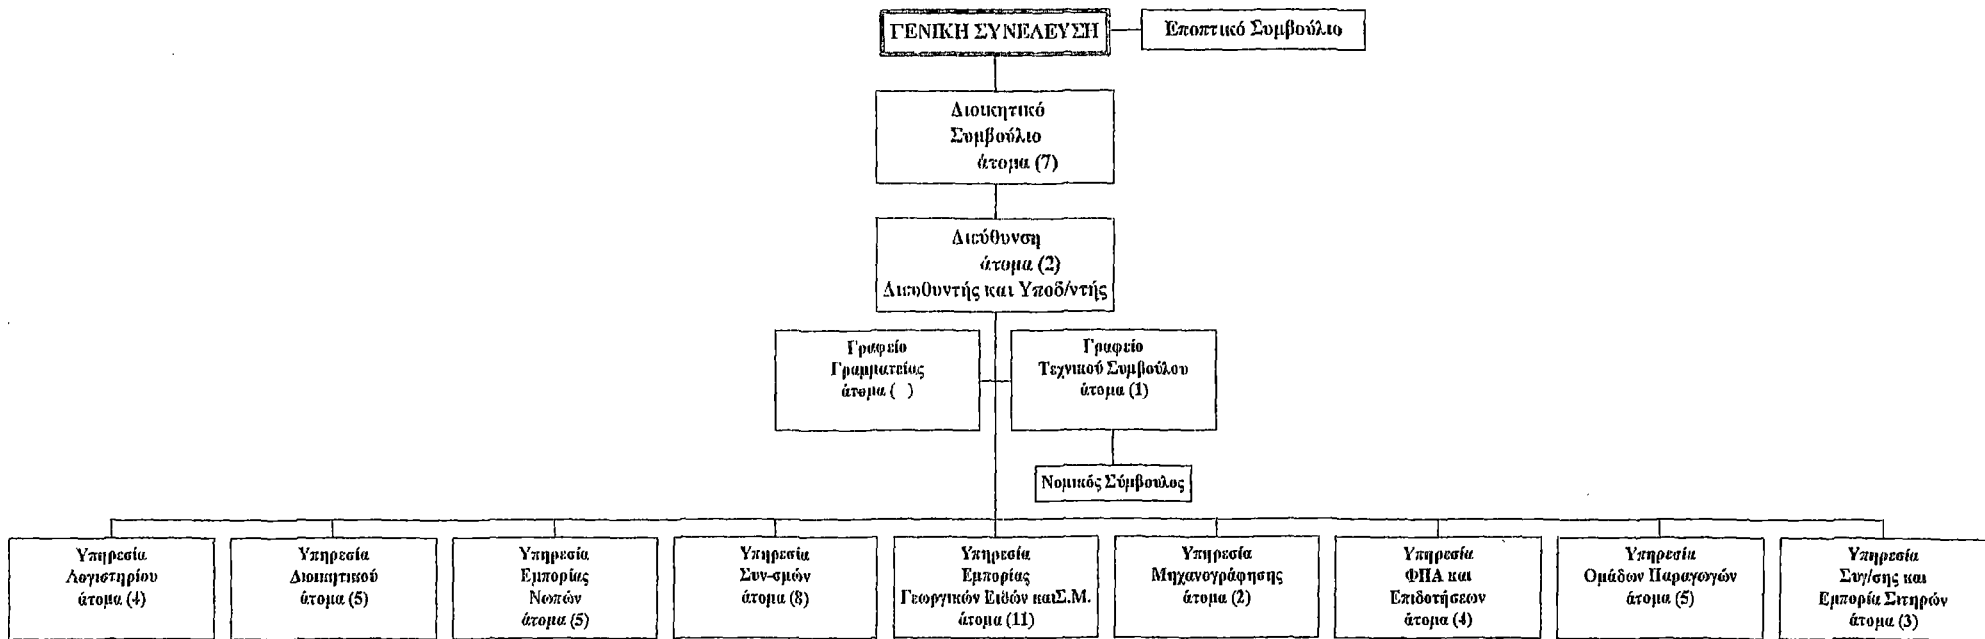 ΓΕΝΙΚΗ ΣΥΝΕΛΕΥΣΗ
Εποπτικό Συμβούλιο
Διοικητικό
Συμβούλιο
άτομα (7)
Διεύθυνση
άτομα (2)
Διευθυντής και Υποδ/ντής
Γραφείο
Γραμματείας
άτομα ( )
Γραφείο
Τεχνικού Συμβούλου
άτομα (1)
Νομικός Σύμβουλος
Υπηρεσία
Λογιστηρίου
άτομα (4)
Υπηρεσία
Διοικητικού
άτομα (5)
Υπηρεσία
Εμπορίας
Νωπών
άτομα (5)
Υπηρεσία
Συν-σμών
άτομα (8)
Υπηρεσία
Εμπορίας
Γεωργικών Ειδών καιΣ.Μ.
άτομα (11)
Υπηρεσία
Μηχανογράφησης
άτομα (2)
Υπηρεσία
ΦΠΑ και
Επιδοτήσεων
άτομα (4)
Υπηρεσία
Ομάδων Παραγωγών
άτομα (5)
Υπηρεσία
Συγ/σης και
Εμπορία Σιτηρών
άτομα (3)